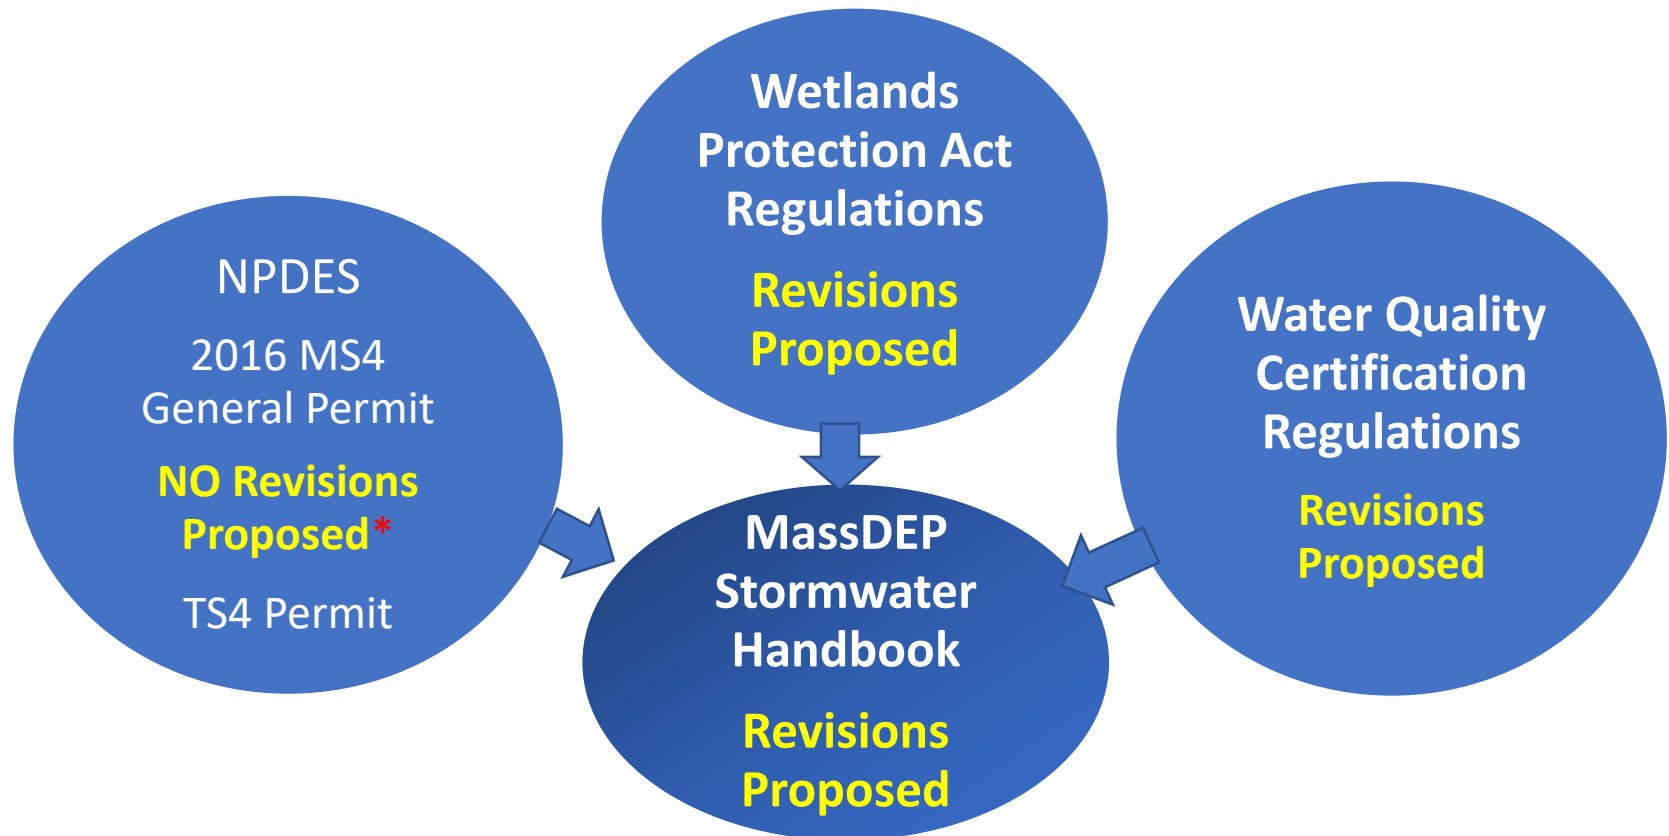 NPDES
2016 MS4
General Permit
NO Revisions
Proposed*
TS4 Permit
Wetlands
Protection Act
Regulations
Revisions
Proposed
Water Quality
Certification
Regulations
Revisions
Proposed
MassDEP
Stormwater
Handbook
Revisions
Proposed